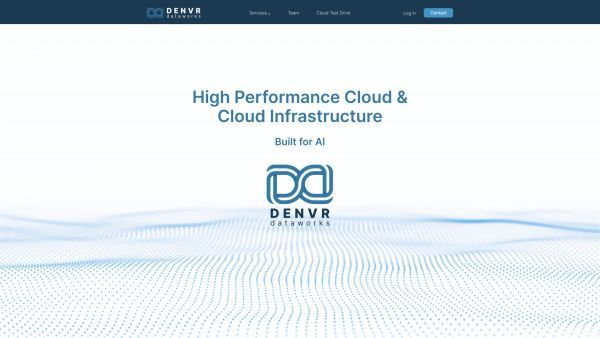 DENVR
dataworks
Services
Team
Cloud Test Drive
Log in
Contact
High Performance Cloud &
Cloud Infrastructure
Built for AI
DENVR
dataworks